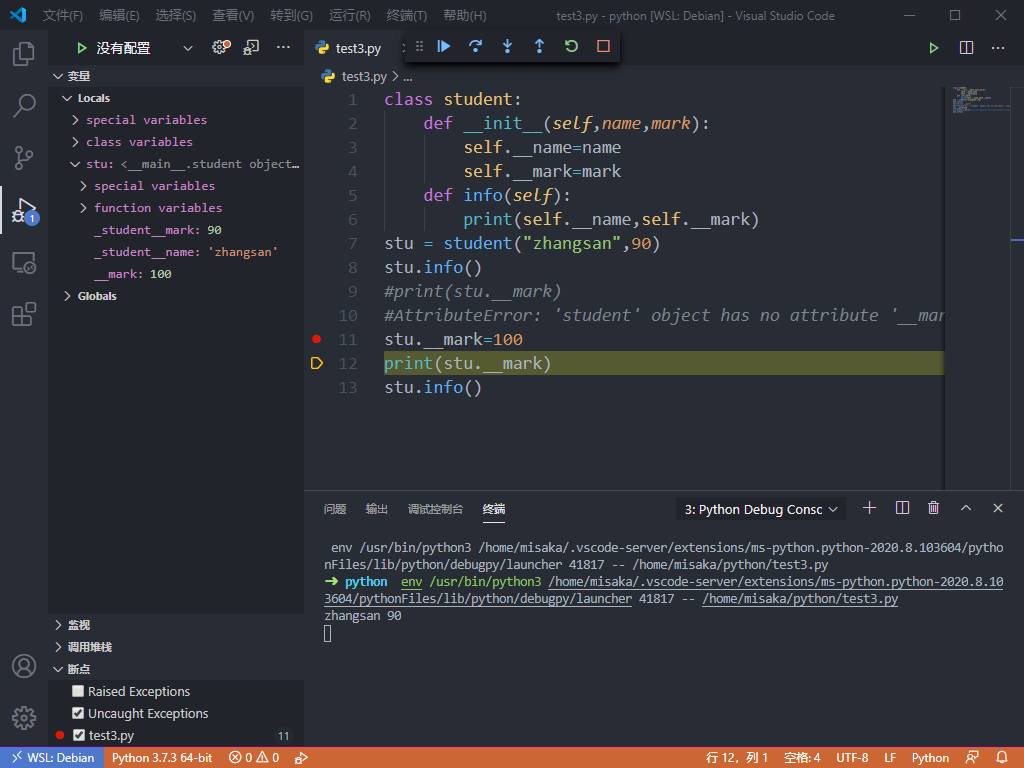 文件(F) 编辑(E) 选择(S) 查看(V) 转到(G) 运行(R) 终端(T) 帮助(H) test3.py - python [WSL: Debian] - Visual Studio Code
没有配置 ··· test3.py
变量
Locals
special variables
class variables
stu: <__main__.student object…
special variables
function variables
_student__mark: 90
_student__name: 'zhangsan'
__mark: 100
Globals
监视
调用堆栈
断点
Raised Exceptions
Uncaught Exceptions
test3.py 11
1
test3.py > ...
1 class student:
2     def __init__(self,name,mark):
3         self.__name=name
4         self.__mark=mark
5     def info(self):
6         print(self.__name,self.__mark)
7 stu = student("zhangsan",90)
8 stu.info()
9 #print(stu.__mark)
10 #AttributeError: 'student' object has no attribute '__mar
11 stu.__mark=100
12 print(stu.__mark)
13 stu.info()
问题 输出 调试控制台 终端 3: Python Debug Consc
env /usr/bin/python3 /home/misaka/.vscode-server/extensions/ms-python.python-2020.8.103604/pytho
nFiles/lib/python/debugpy/launcher 41817 -- /home/misaka/python/test3.py
➜ python env /usr/bin/python3 /home/misaka/.vscode-server/extensions/ms-python.python-2020.8.10
3604/pythonFiles/lib/python/debugpy/launcher 41817 -- /home/misaka/python/test3.py
zhangsan 90
WSL: Debian Python 3.7.3 64-bit 0 0 行 12，列 1 空格: 4 UTF-8 LF Python